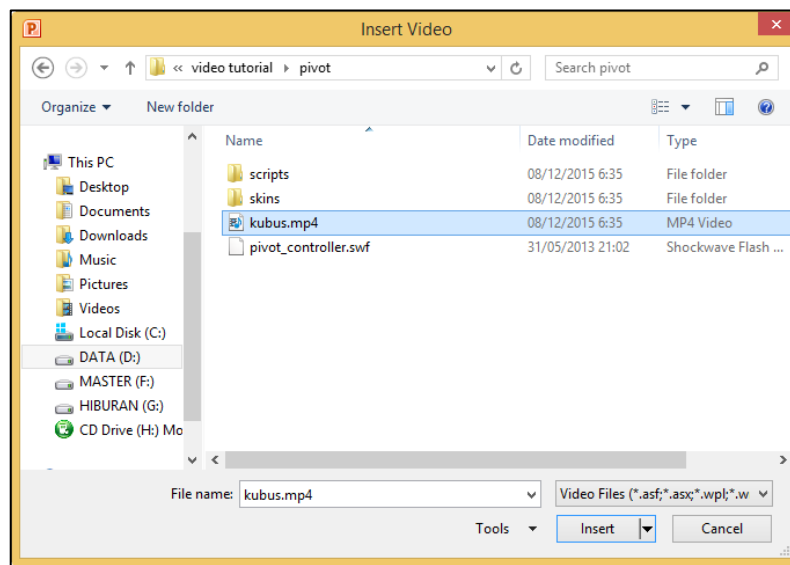 Insert Video
« video tutorial pivot
Search pivot
Organize
New folder
Name Date modified Type
This PC
Desktop
Documents
Downloads
Music
Pictures
Videos
Local Disk (C:)
DATA (D:)
MASTER (F:)
HIBURAN (G:)
CD Drive (H:) Mo
scripts 08/12/2015 6:35 File folder
skins 08/12/2015 6:35 File folder
kubus.mp4 08/12/2015 6:35 MP4 Video
pivot_controller.swf 31/05/2013 21:02 Shockwave Flash ...
File name: kubus.mp4
Video Files (*.asf;*.asx;*.wpl;*.w
Tools Insert Cancel